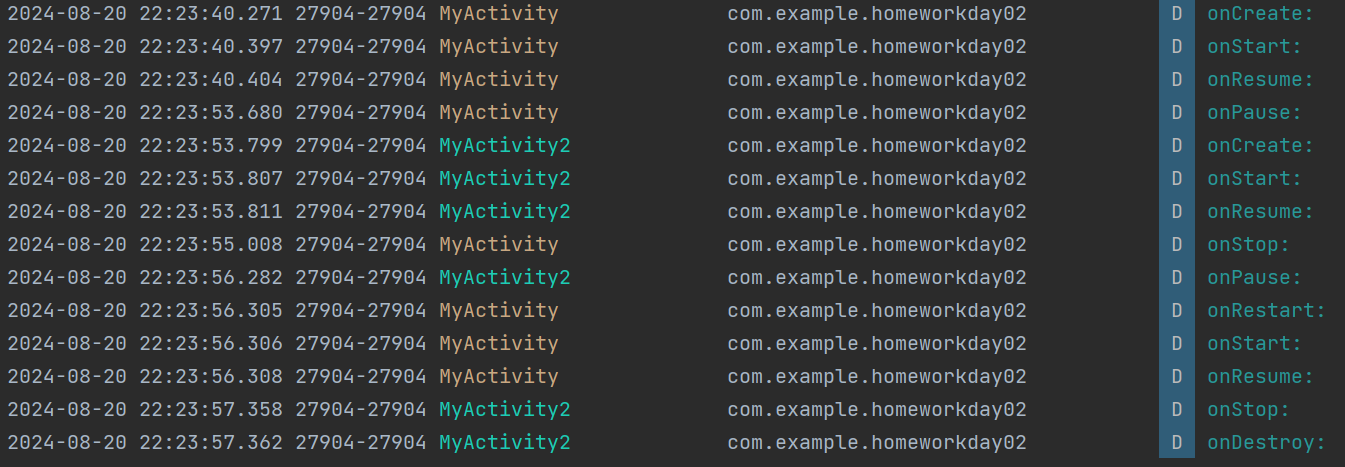 2024-08-20 22:23:40.271 27904-27904 MyActivity com.example.homeworkday02 D onCreate:
2024-08-20 22:23:40.397 27904-27904 MyActivity com.example.homeworkday02 D onStart:
2024-08-20 22:23:40.404 27904-27904 MyActivity com.example.homeworkday02 D onResume:
2024-08-20 22:23:53.680 27904-27904 MyActivity com.example.homeworkday02 D onPause:
2024-08-20 22:23:53.799 27904-27904 MyActivity2 com.example.homeworkday02 D onCreate:
2024-08-20 22:23:53.807 27904-27904 MyActivity2 com.example.homeworkday02 D onStart:
2024-08-20 22:23:53.811 27904-27904 MyActivity2 com.example.homeworkday02 D onResume:
2024-08-20 22:23:55.008 27904-27904 MyActivity com.example.homeworkday02 D onStop:
2024-08-20 22:23:56.282 27904-27904 MyActivity2 com.example.homeworkday02 D onPause:
2024-08-20 22:23:56.305 27904-27904 MyActivity com.example.homeworkday02 D onRestart:
2024-08-20 22:23:56.306 27904-27904 MyActivity com.example.homeworkday02 D onStart:
2024-08-20 22:23:56.308 27904-27904 MyActivity com.example.homeworkday02 D onResume:
2024-08-20 22:23:57.358 27904-27904 MyActivity2 com.example.homeworkday02 D onStop:
2024-08-20 22:23:57.362 27904-27904 MyActivity2 com.example.homeworkday02 D onDestroy: